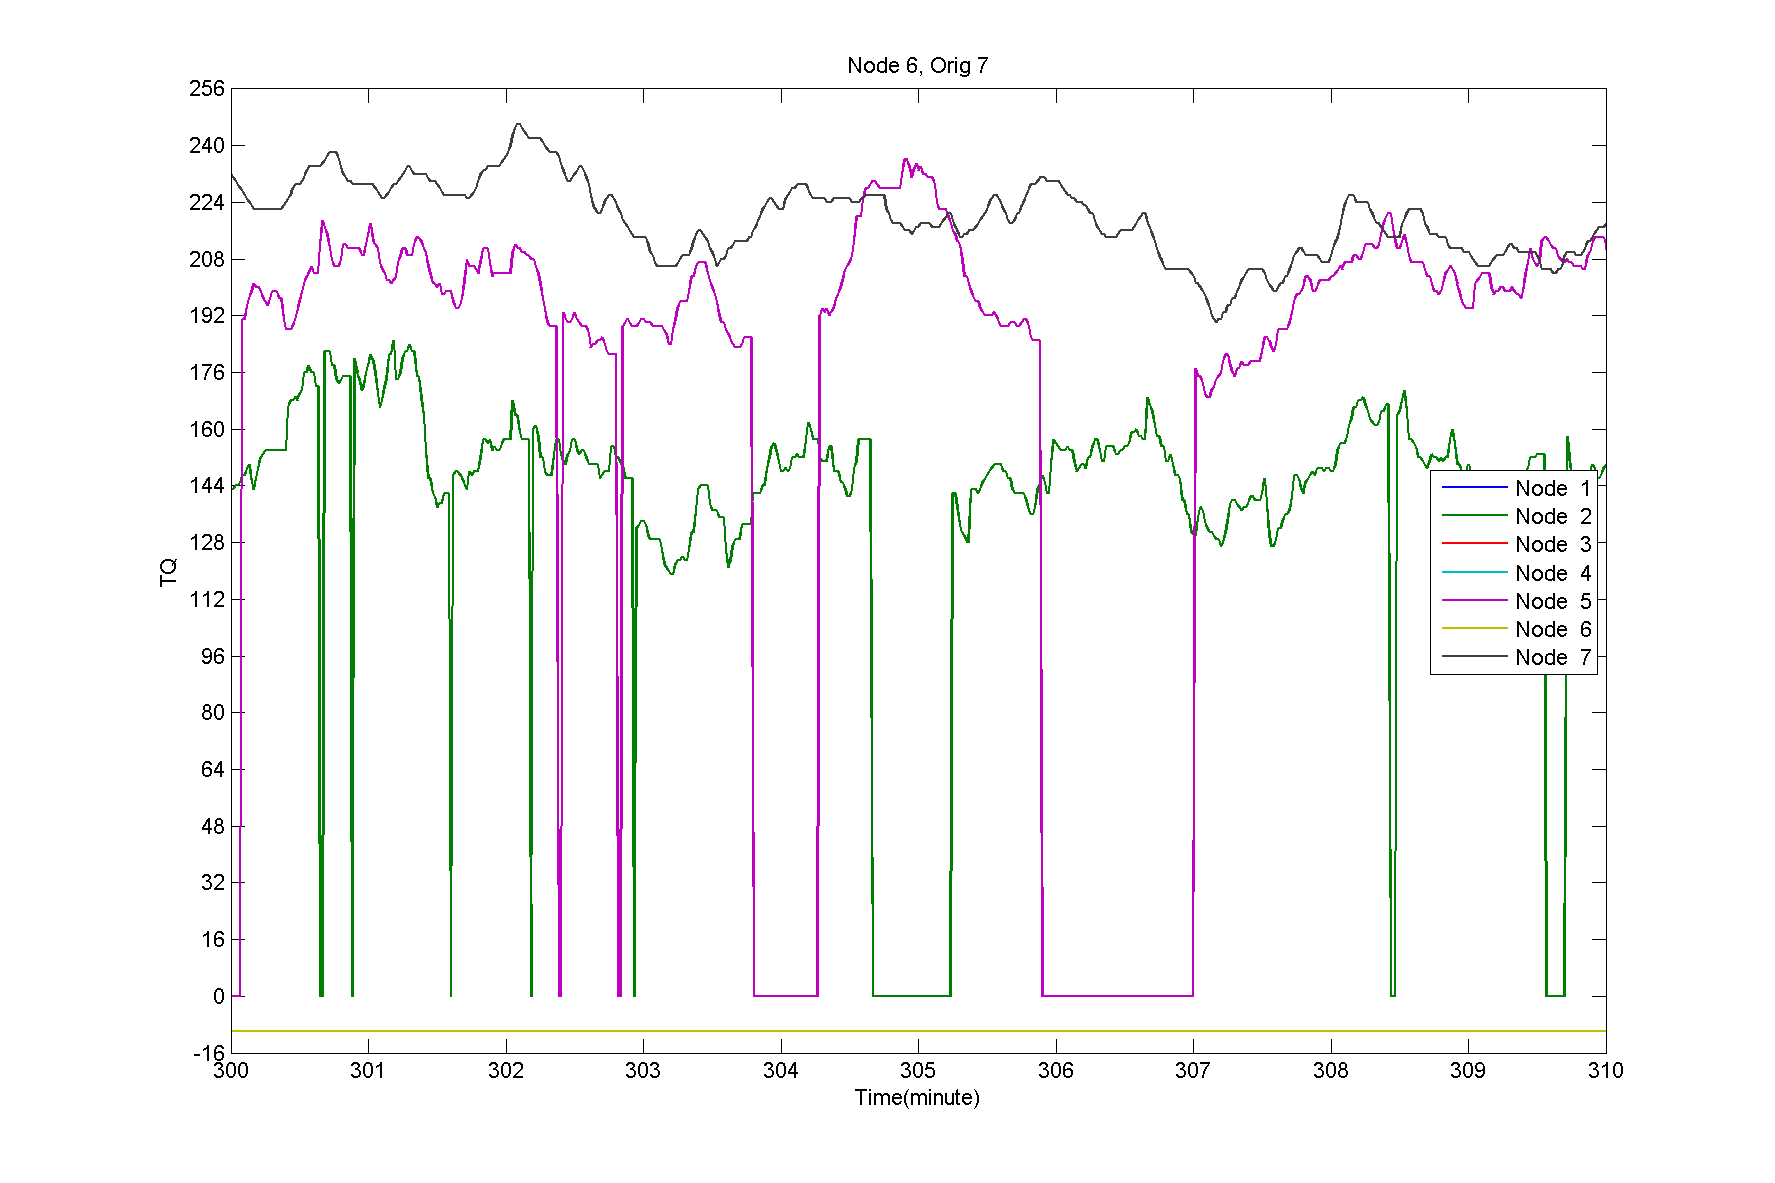 Node 6, Orig 7
256
240
224
208
192
176
160
144
128
112
96
80
64
48
32
16
0
-16
TQ
Node 1
Node 2
Node 3
Node 4
Node 5
Node 6
Node 7
300 301 302 303 304 305 306 307 308 309 310
Time(minute)